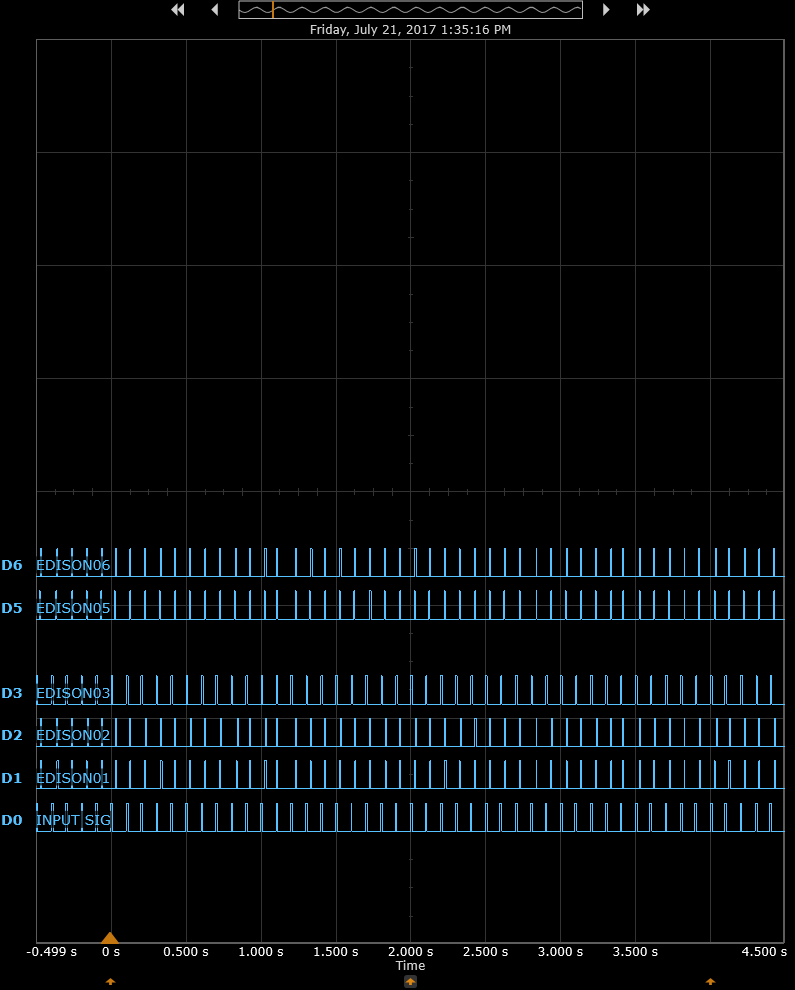 Friday, July 21, 2017 1:35:16 PM
D6 EDISON06
D5 EDISON05
D3 EDISON03
D2 EDISON02
D1 EDISON01
D0 INPUT SIG
-0.499 s 0 s 0.500 s 1.000 s 1.500 s 2.000 s 2.500 s 3.000 s 3.500 s 4.500 s
Time